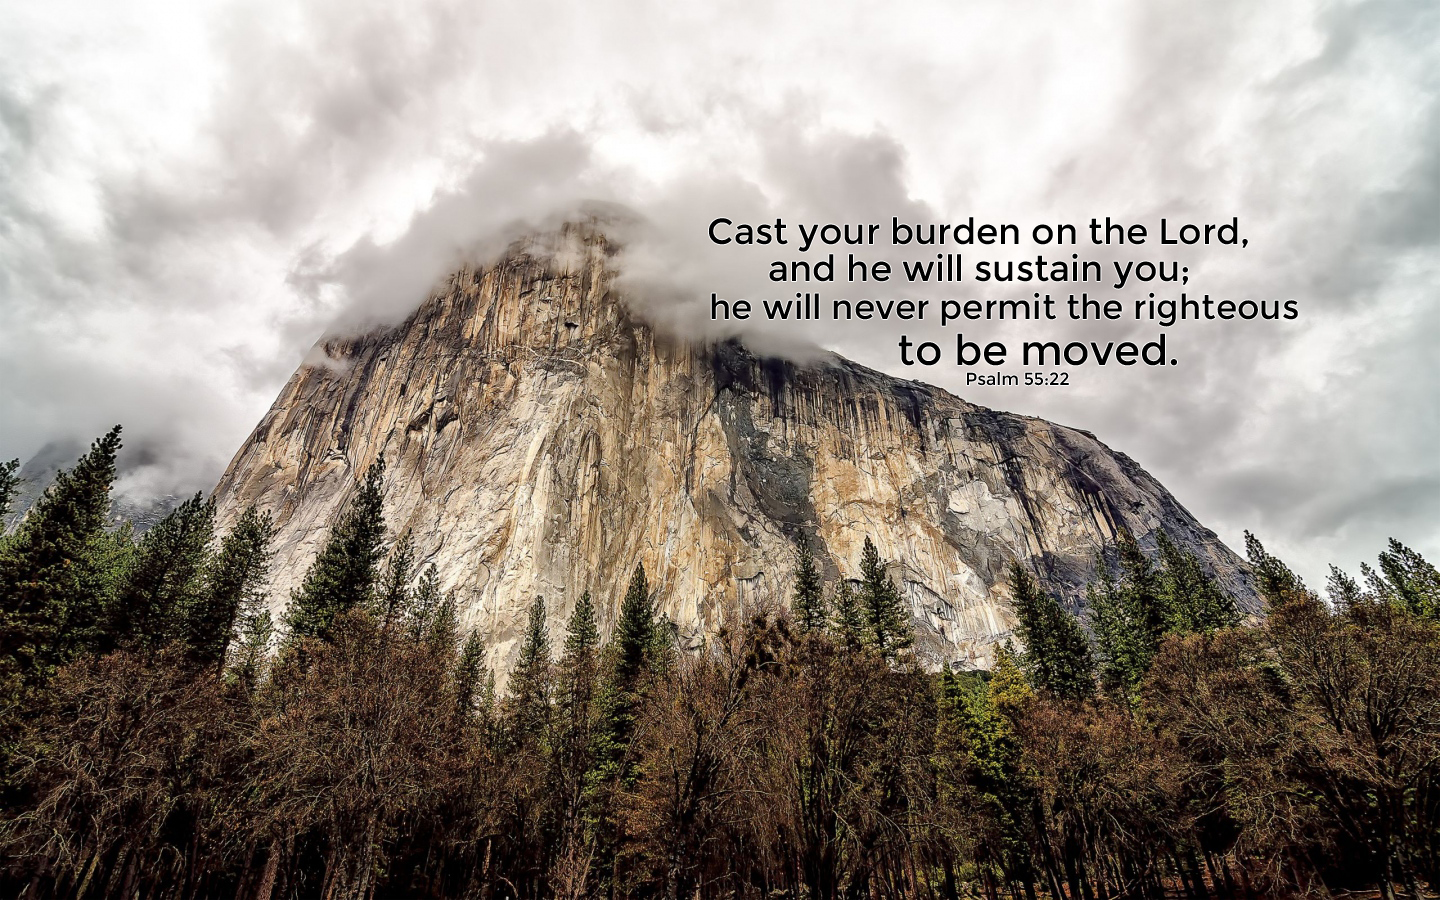 Cast your burden on the Lord,
and he will sustain you;
he will never permit the righteous
to be moved.
Psalm 55:22